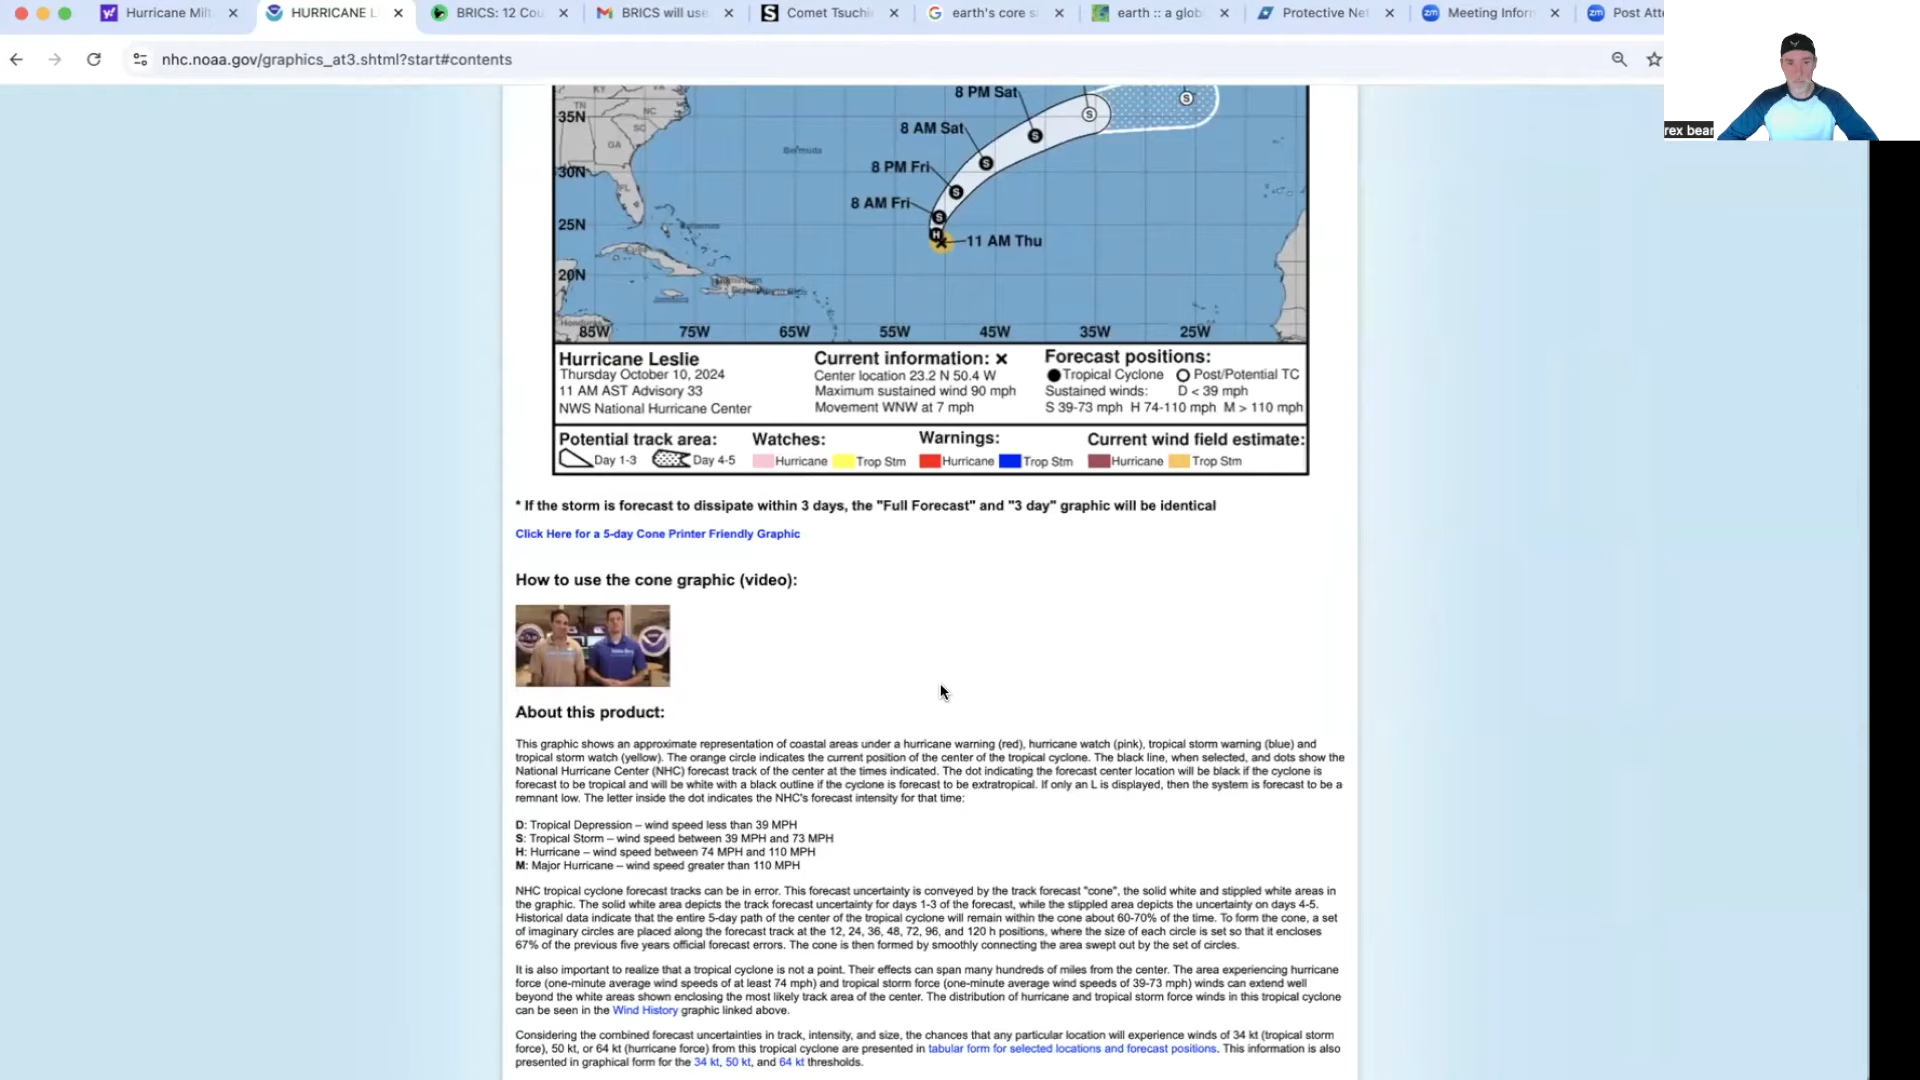 Hurricane Milt
HURRICANE L
BRICS: 12 Cou
BRICS will use
Comet Tsuchi
earth's core s
earth :: a glob
Protective Net
Meeting Inform
Post Atte
nhc.noaa.gov/graphics_at3.shtml?start#contents
rex bear
KY
VA
TN
NC
SC
GA
FL
Bermuda
35N
30N
25N
20N
8 PM Sat
8 AM Sat
8 PM Fri
8 AM Fri
11 AM Thu
S
S
S
S
S
S
H
85W 75W 65W 55W 45W 35W 25W
Hurricane Leslie
Thursday October 10, 2024
11 AM AST Advisory 33
NWS National Hurricane Center
Current information: x
Center location 23.2 N 50.4 W
Maximum sustained wind 90 mph
Movement WNW at 7 mph
Forecast positions:
Tropical Cyclone Post/Potential TC
Sustained winds: D < 39 mph
S 39-73 mph H 74-110 mph M > 110 mph
Potential track area:
Day 1-3 Day 4-5
Watches:
Hurricane Trop Stm
Warnings:
Hurricane Trop Stm
Current wind field estimate:
Hurricane Trop Stm
* If the storm is forecast to dissipate within 3 days, the "Full Forecast" and "3 day" graphic will be identical
Click Here for a 5-day Cone Printer Friendly Graphic
How to use the cone graphic (video):
About this product:
This graphic shows an approximate representation of coastal areas under a hurricane warning (red), hurricane watch (pink), tropical storm warning (blue) and
tropical storm watch (yellow). The orange circle indicates the current position of the center of the tropical cyclone. The black line, when selected, and dots show the
National Hurricane Center (NHC) forecast track of the center at the times indicated. The dot indicating the forecast center location will be black if the cyclone is
forecast to be tropical and will be white with a black outline if the cyclone is forecast to be extratropical. If only an L is displayed, then the system is forecast to be a
remnant low. The letter inside the dot indicates the NHC's forecast intensity for that time:
D: Tropical Depression – wind speed less than 39 MPH
S: Tropical Storm – wind speed between 39 MPH and 73 MPH
H: Hurricane – wind speed between 74 MPH and 110 MPH
M: Major Hurricane – wind speed greater than 110 MPH
NHC tropical cyclone forecast tracks can be in error. This forecast uncertainty is conveyed by the track forecast "cone", the solid white and stippled white areas in
the graphic. The solid white area depicts the track forecast uncertainty for days 1-3 of the forecast, while the stippled area depicts the uncertainty on days 4-5.
Historical data indicate that the entire 5-day path of the center of the tropical cyclone will remain within the cone about 60-70% of the time. To form the cone, a set
of imaginary circles are placed along the forecast track at the 12, 24, 36, 48, 72, 96, and 120 h positions, where the size of each circle is set so that it encloses
67% of the previous five years official forecast errors. The cone is then formed by smoothly connecting the area swept out by the set of circles.
It is also important to realize that a tropical cyclone is not a point. Their effects can span many hundreds of miles from the center. The area experiencing hurricane
force (one-minute average wind speeds of at least 74 mph) and tropical storm force (one-minute average wind speeds of 39-73 mph) winds can extend well
beyond the white areas shown enclosing the most likely track area of the center. The distribution of hurricane and tropical storm force winds in this tropical cyclone
can be seen in the Wind History graphic linked above.
Considering the combined forecast uncertainties in track, intensity, and size, the chances that any particular location will experience winds of 34 kt (tropical storm
force), 50 kt, or 64 kt (hurricane force) from this tropical cyclone are presented in tabular form for selected locations and forecast positions. This information is also
presented in graphical form for the 34 kt, 50 kt, and 64 kt thresholds.